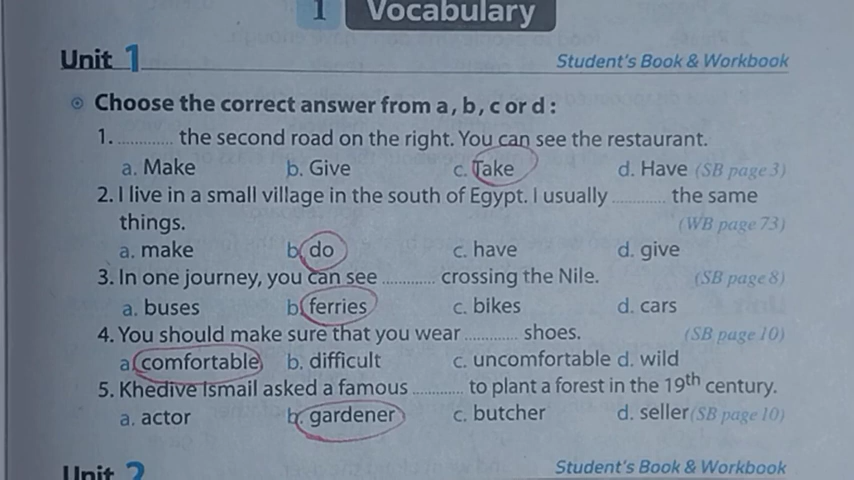 1 Vocabulary
Unit 1 Student's Book & Workbook
Choose the correct answer from a, b, c or d :
1. ............ the second road on the right. You can see the restaurant.
a. Make b. Give c. Take d. Have (SB page 3)
2. I live in a small village in the south of Egypt. I usually ............ the same
things. (WB page 73)
a. make b. do c. have d. give
3. In one journey, you can see ............ crossing the Nile. (SB page 8)
a. buses b. ferries c. bikes d. cars
4. You should make sure that you wear ............ shoes. (SB page 10)
a. comfortable b. difficult c. uncomfortable d. wild
5. Khedive Ismail asked a famous ............ to plant a forest in the 19th century.
a. actor b. gardener c. butcher d. seller (SB page 10)
Unit 2 Student's Book & Workbook